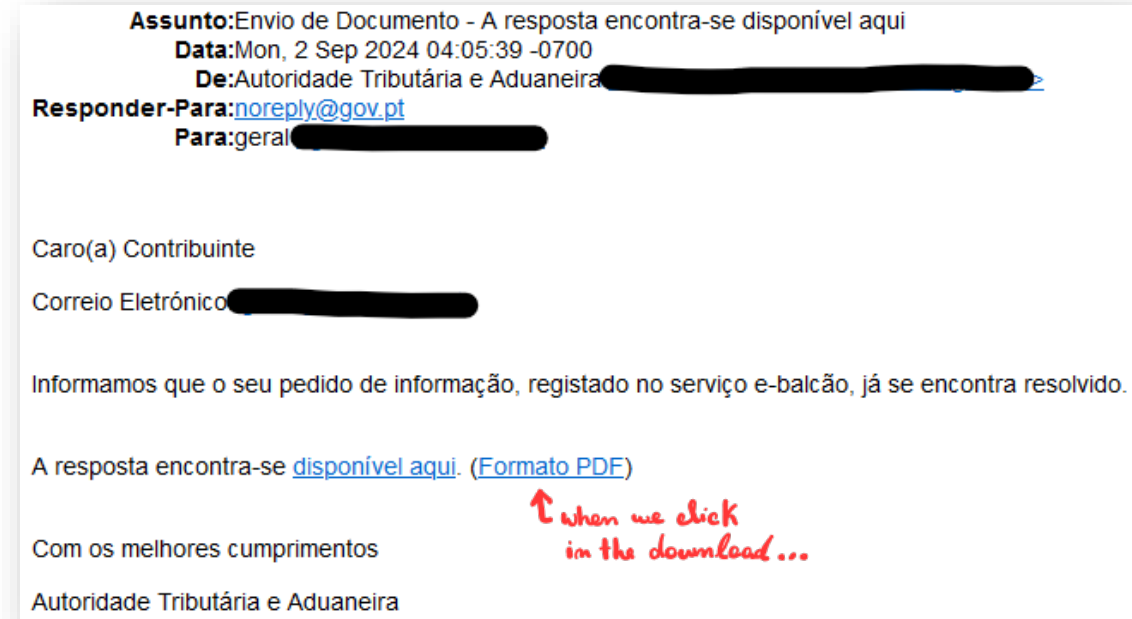 Assunto:Envio de Documento - A resposta encontra-se disponível aqui
Data:Mon, 2 Sep 2024 04:05:39 -0700
De:Autoridade Tributária e Aduaneira >
Responder-Para:noreply@gov.pt
Para:geral
Caro(a) Contribuinte
Correio Eletrónico
Informamos que o seu pedido de informação, registado no serviço e-balcão, já se encontra resolvido.
A resposta encontra-se disponível aqui. (Formato PDF)
when we click
in the download...
Com os melhores cumprimentos
Autoridade Tributária e Aduaneira